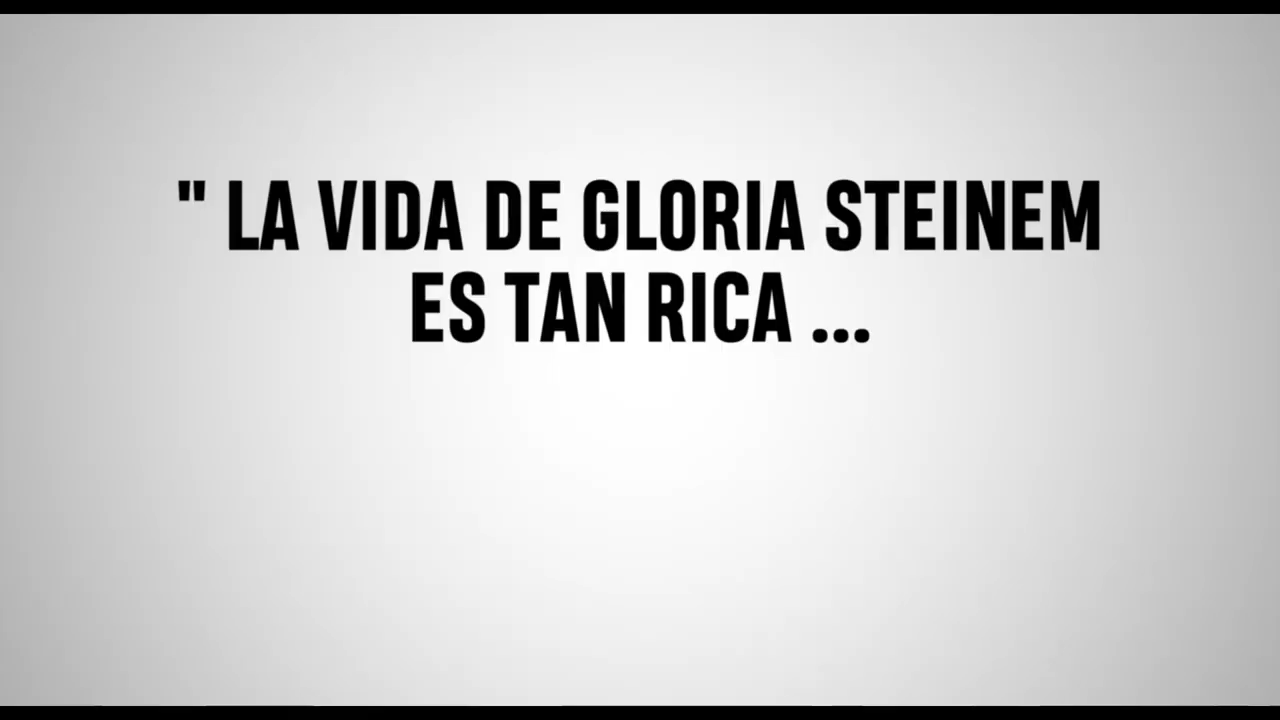 " LA VIDA DE GLORIA STEINEM
ES TAN RICA ...